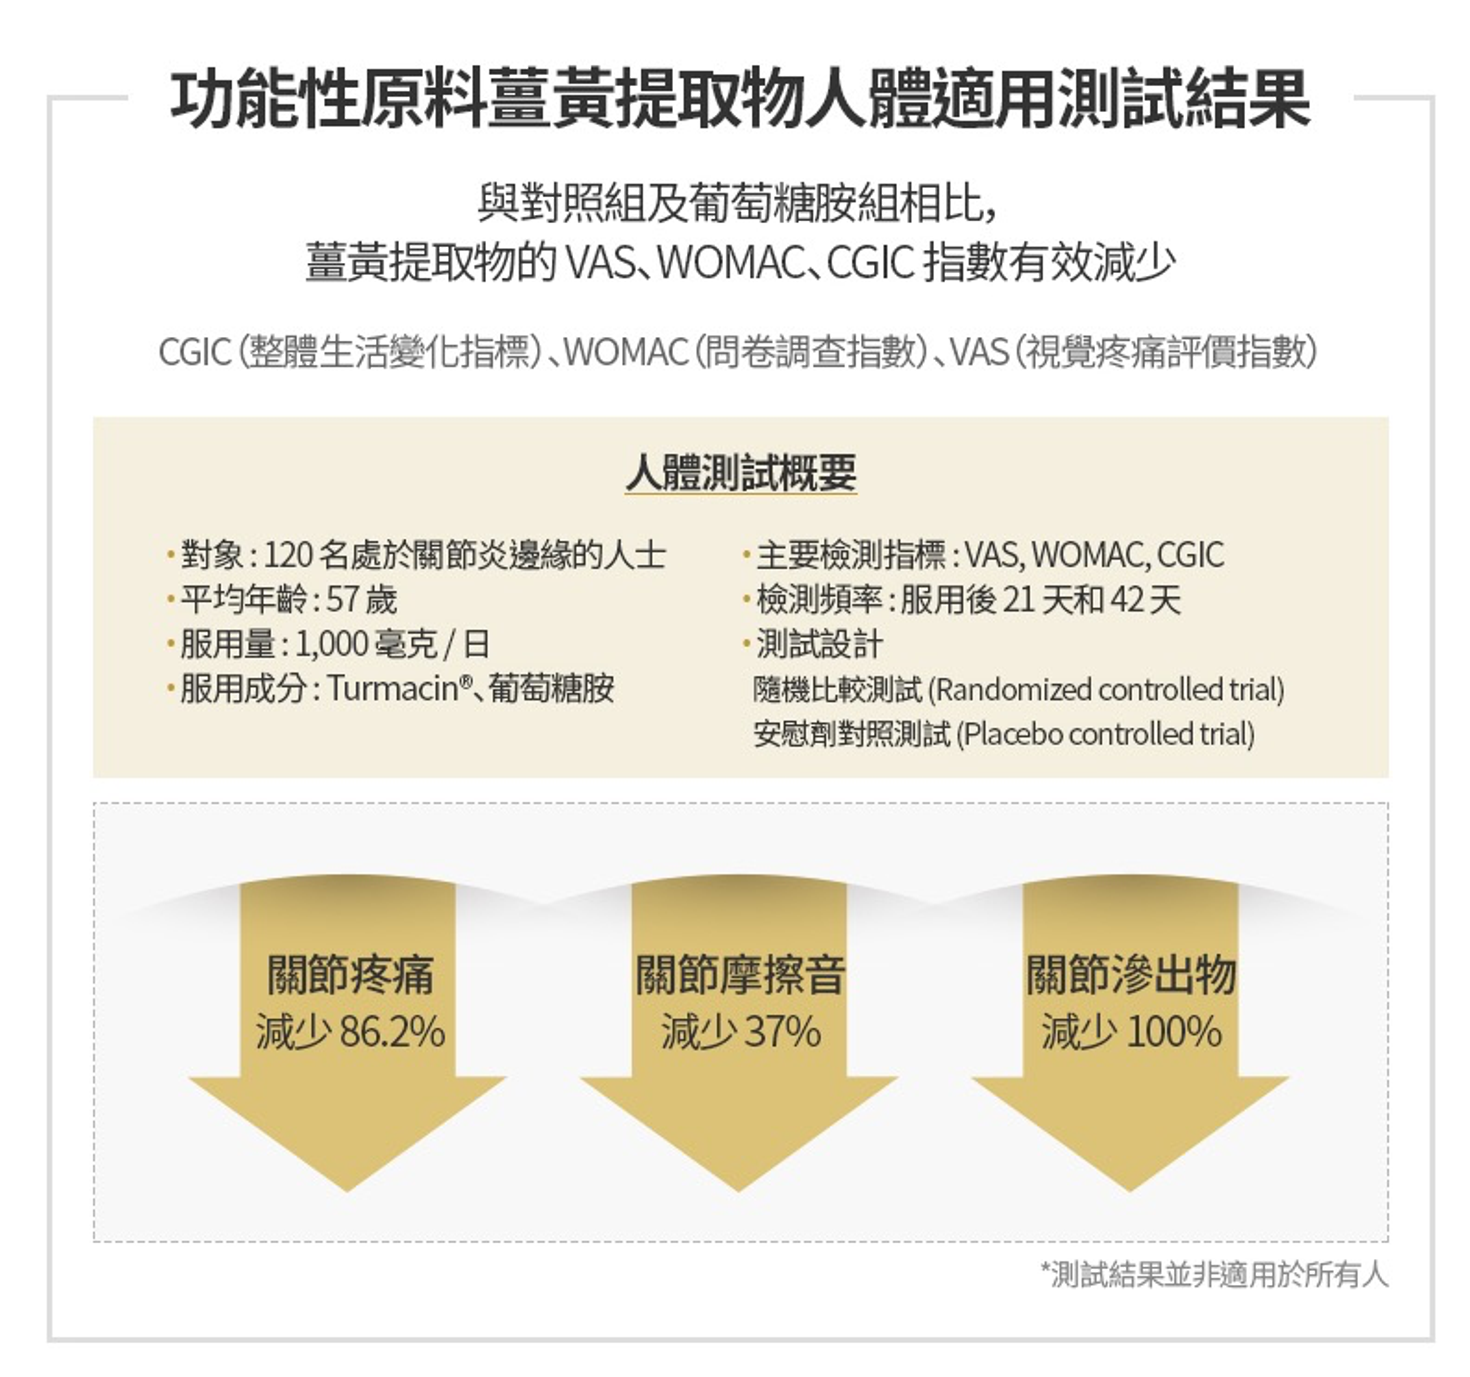 功能性原料薑黃提取物人體適用測試結果
與對照組及葡萄糖胺組相比,
薑黃提取物的 VAS、WOMAC、CGIC 指數有效減少
CGIC（整體生活變化指標）、WOMAC（問卷調查指數）、VAS（視覺疼痛評價指數）
人體測試概要
•對象 : 120 名處於關節炎邊緣的人士
•平均年齡 : 57 歲
•服用量 : 1,000 毫克 / 日
•服用成分 : Turmacin®、葡萄糖胺
•主要檢測指標 : VAS, WOMAC, CGIC
•檢測頻率 : 服用後 21 天和 42 天
•測試設計
隨機比較測試 (Randomized controlled trial)
安慰劑對照測試 (Placebo controlled trial)
關節疼痛
減少 86.2%
關節摩擦音
減少 37%
關節滲出物
減少 100%
*測試結果並非適用於所有人